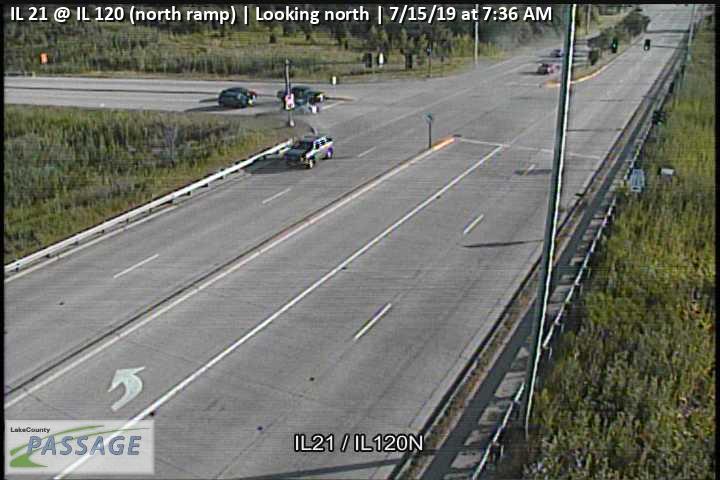 IL 21 @ IL 120 (north ramp) | Looking north | 7/15/19 at 7:36 AM
IL21 / IL120N
LakeCounty
PASSAGE